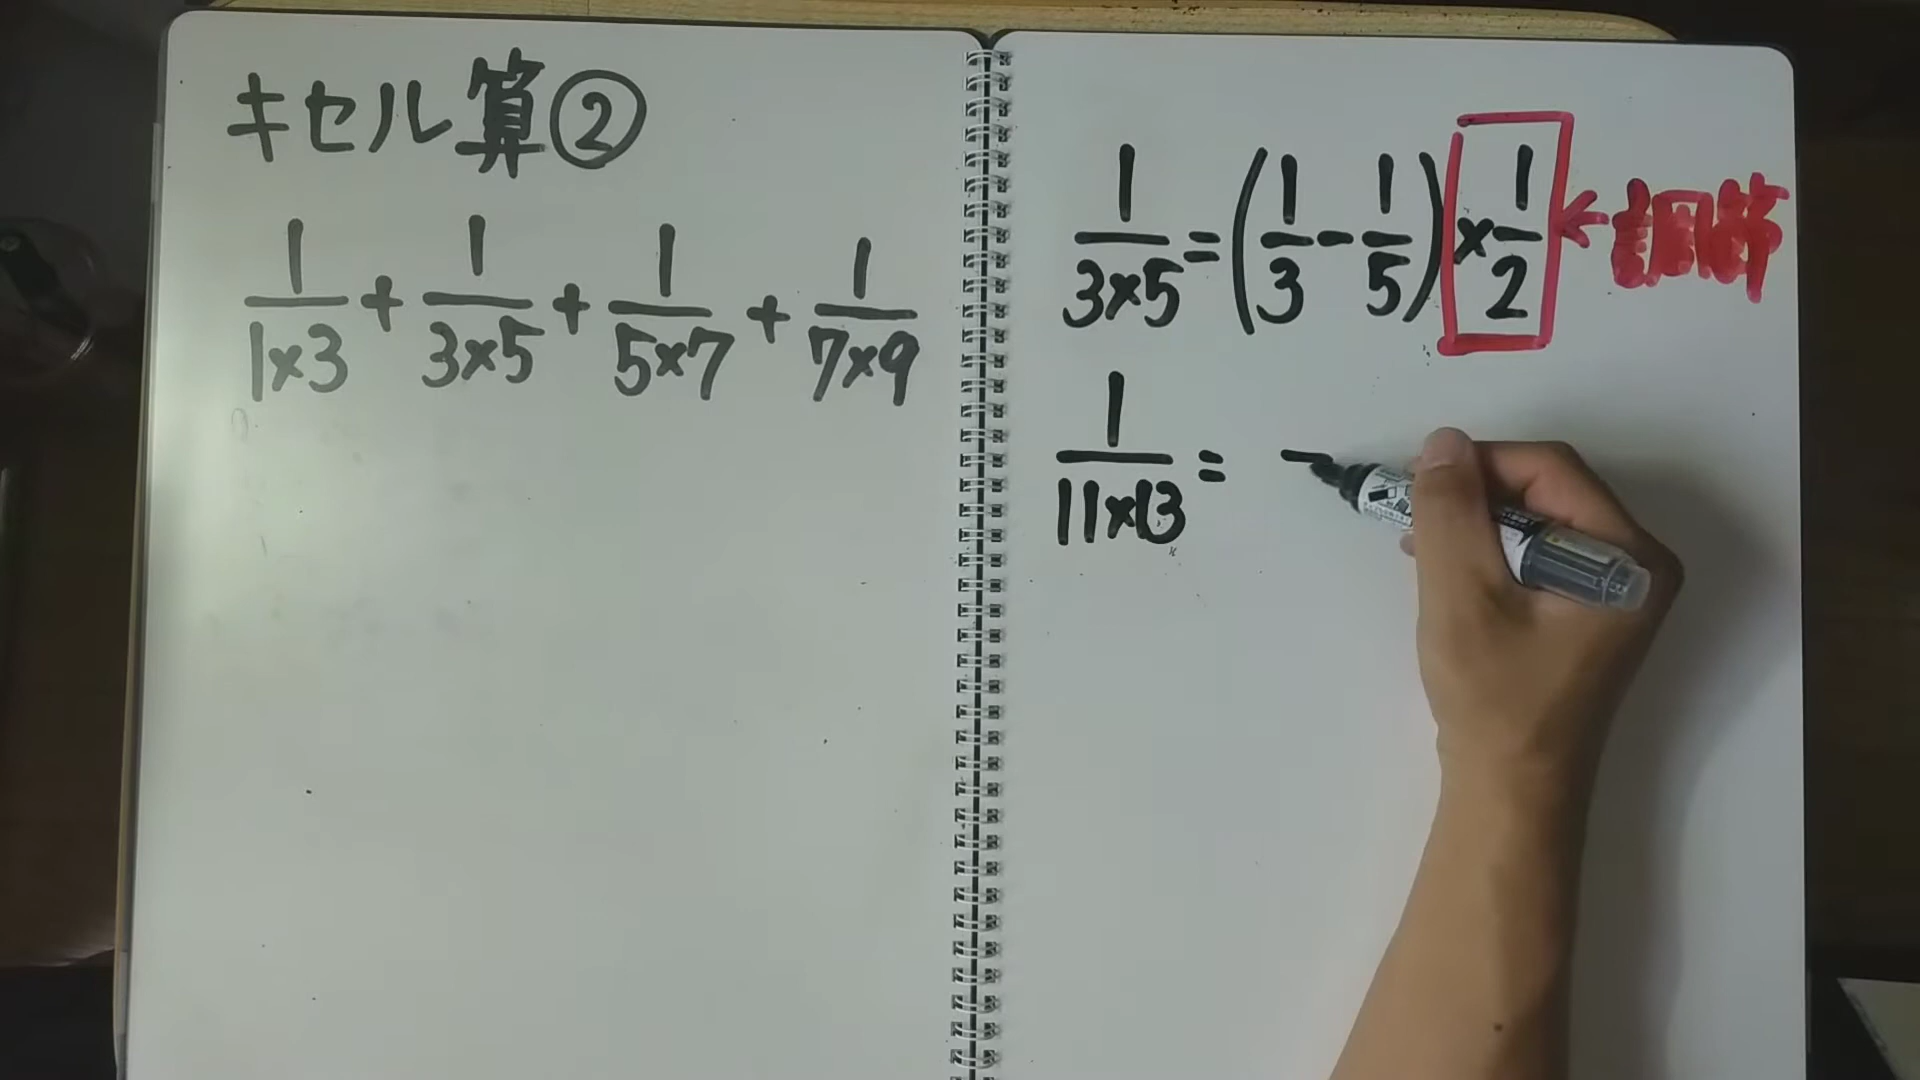 キセル算②
1/(1×3) + 1/(3×5) + 1/(5×7) + 1/(7×9)
1/(3×5) = (1/3 - 1/5) × 1/2 ← 調節
1/(11×13) =